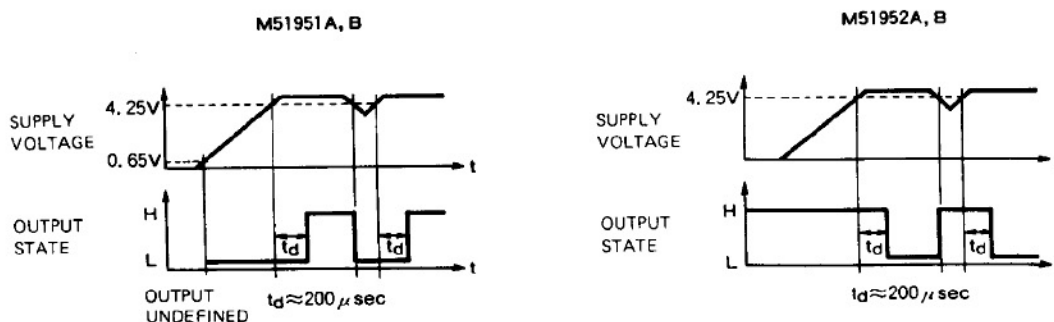 M51951A, B
4.25V
SUPPLY
VOLTAGE
0.65V
t
H
OUTPUT
STATE
td
td
L
t
OUTPUT
UNDEFINED
td≈200μsec
M51952A, B
4.25V
SUPPLY
VOLTAGE
H
OUTPUT
STATE
td
td
L
td≈200μsec